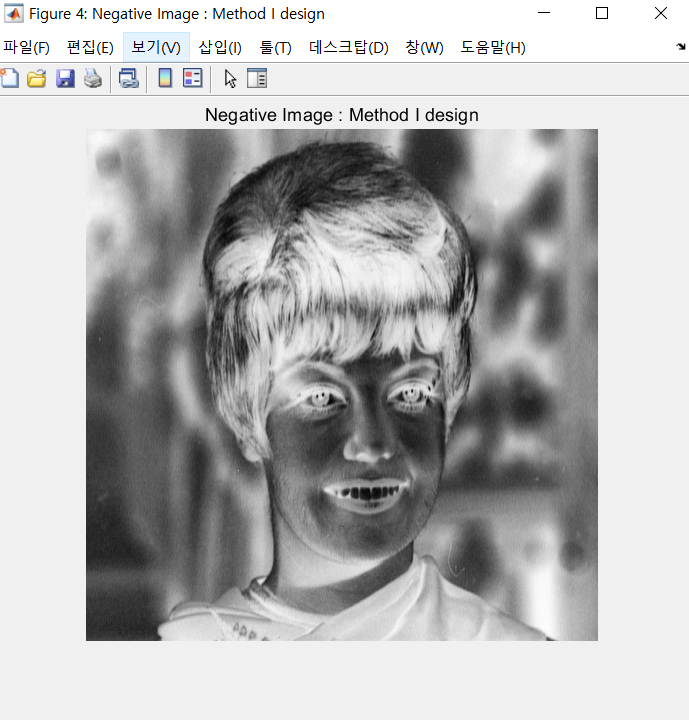 Figure 4: Negative Image : Method I design
파일(F) 편집(E) 보기(V) 삽입(I) 툴(T) 데스크탑(D) 창(W) 도움말(H)
Negative Image : Method I design